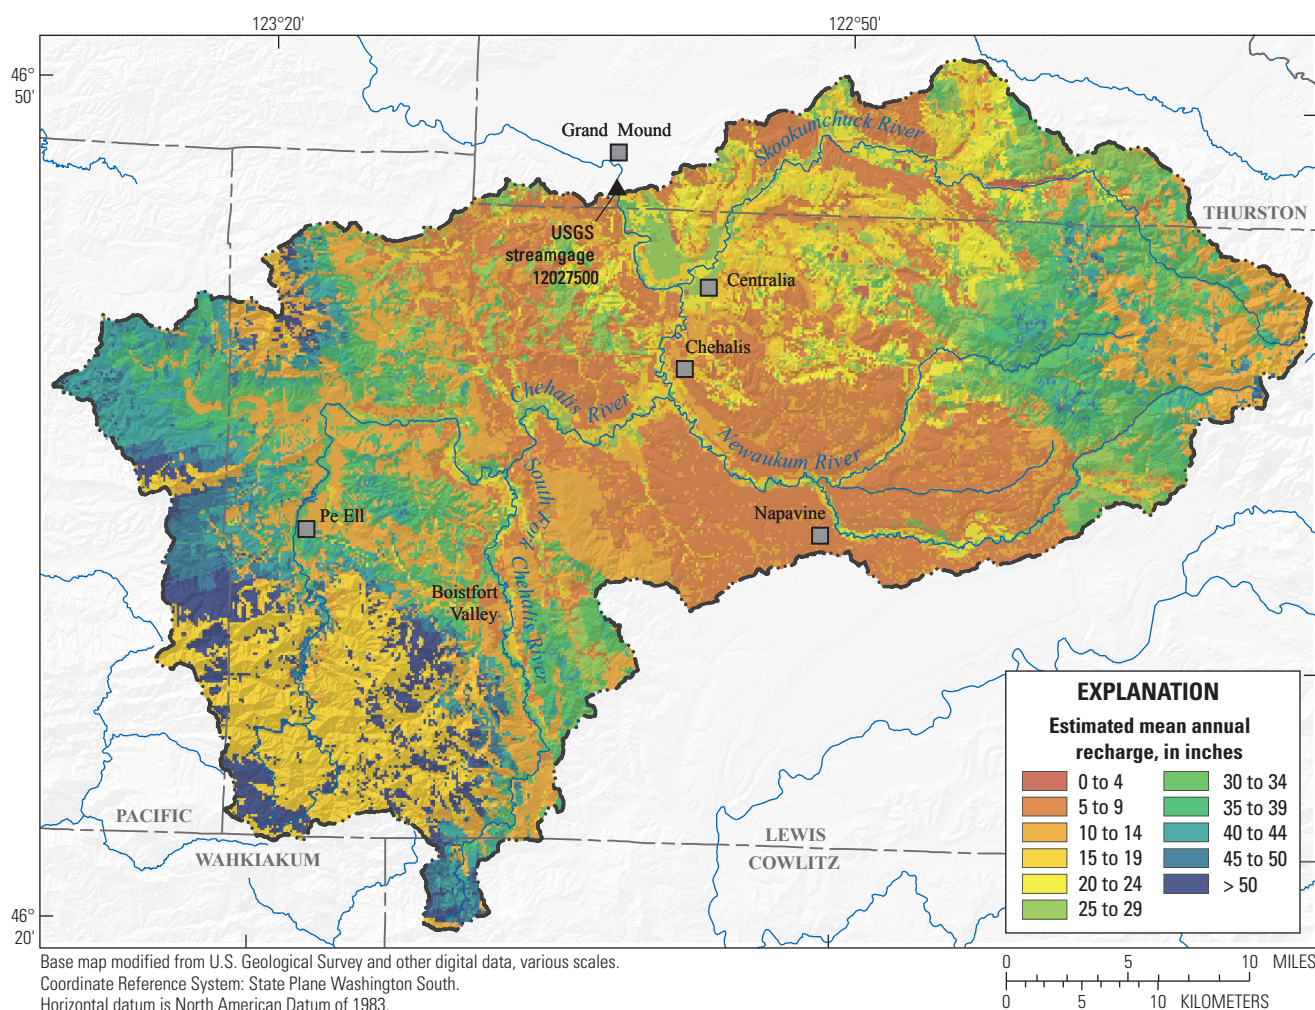 123°20'
122°50'
46°
50'
Grand Mound
Skookumchuck River
THURSTON
USGS
streamgage
12027500
Centralia
Chehalis
Chehalis River
Newaukum River
South Fork Chehalis River
Napavine
Pe Ell
Boistfort
Valley
EXPLANATION
Estimated mean annual
recharge, in inches
0 to 4
5 to 9
10 to 14
15 to 19
20 to 24
25 to 29
30 to 34
35 to 39
40 to 44
45 to 50
> 50
PACIFIC
WAHKIAKUM
LEWIS
COWLITZ
46°
20'
0 5 10 MILES
0 5 10 KILOMETERS
Base map modified from U.S. Geological Survey and other digital data, various scales.
Coordinate Reference System: State Plane Washington South.
Horizontal datum is North American Datum of 1983.